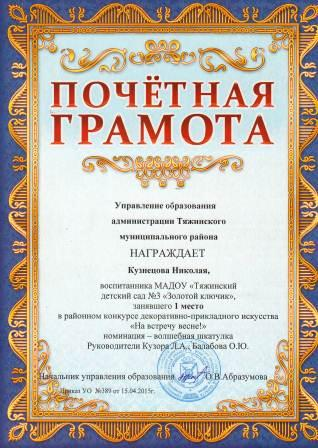 ПОЧЁТНАЯ
ГРАМОТА
Управление образования
администрации Тяжинского
муниципального района
НАГРАЖДАЕТ
Кузнецова Николая,
воспитанника МАДОУ «Тяжинский
детский сад №3 «Золотой ключик»,
занявшего 1 место
в районном конкурсе декоративно-прикладного искусства
«На встречу весне!»
номинация – волшебная шкатулка
Руководители Кузора Л.А., Балабова О.Ю.
Начальник управления образования О.В.Абразумова
Приказ УО №389 от 15.04.2015г.